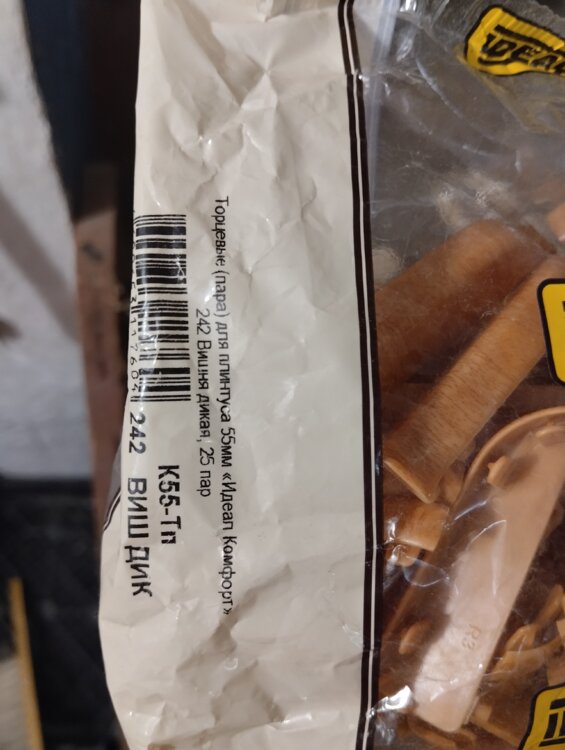 Торцевые (пара) для плинтуса 55мм «Идеал Комфорт»
242 Вишня дикая, 25 пар
К55-Тп
242 ВИШ ДИК